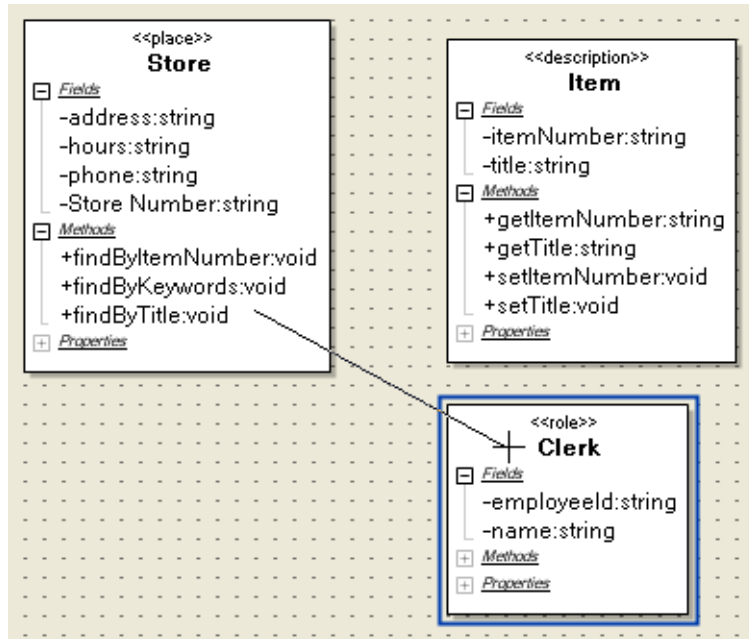 <<place>>
Store
Fields
-address:string
-hours:string
-phone:string
-Store Number:string
Methods
+findByItemNumber:void
+findByKeywords:void
+findByTitle:void
Properties
<<description>>
Item
Fields
-itemNumber:string
-title:string
Methods
+getItemNumber:string
+getTitle:string
+setItemNumber:void
+setTitle:void
Properties
<<role>>
Clerk
Fields
-employeeId:string
-name:string
Methods
Properties